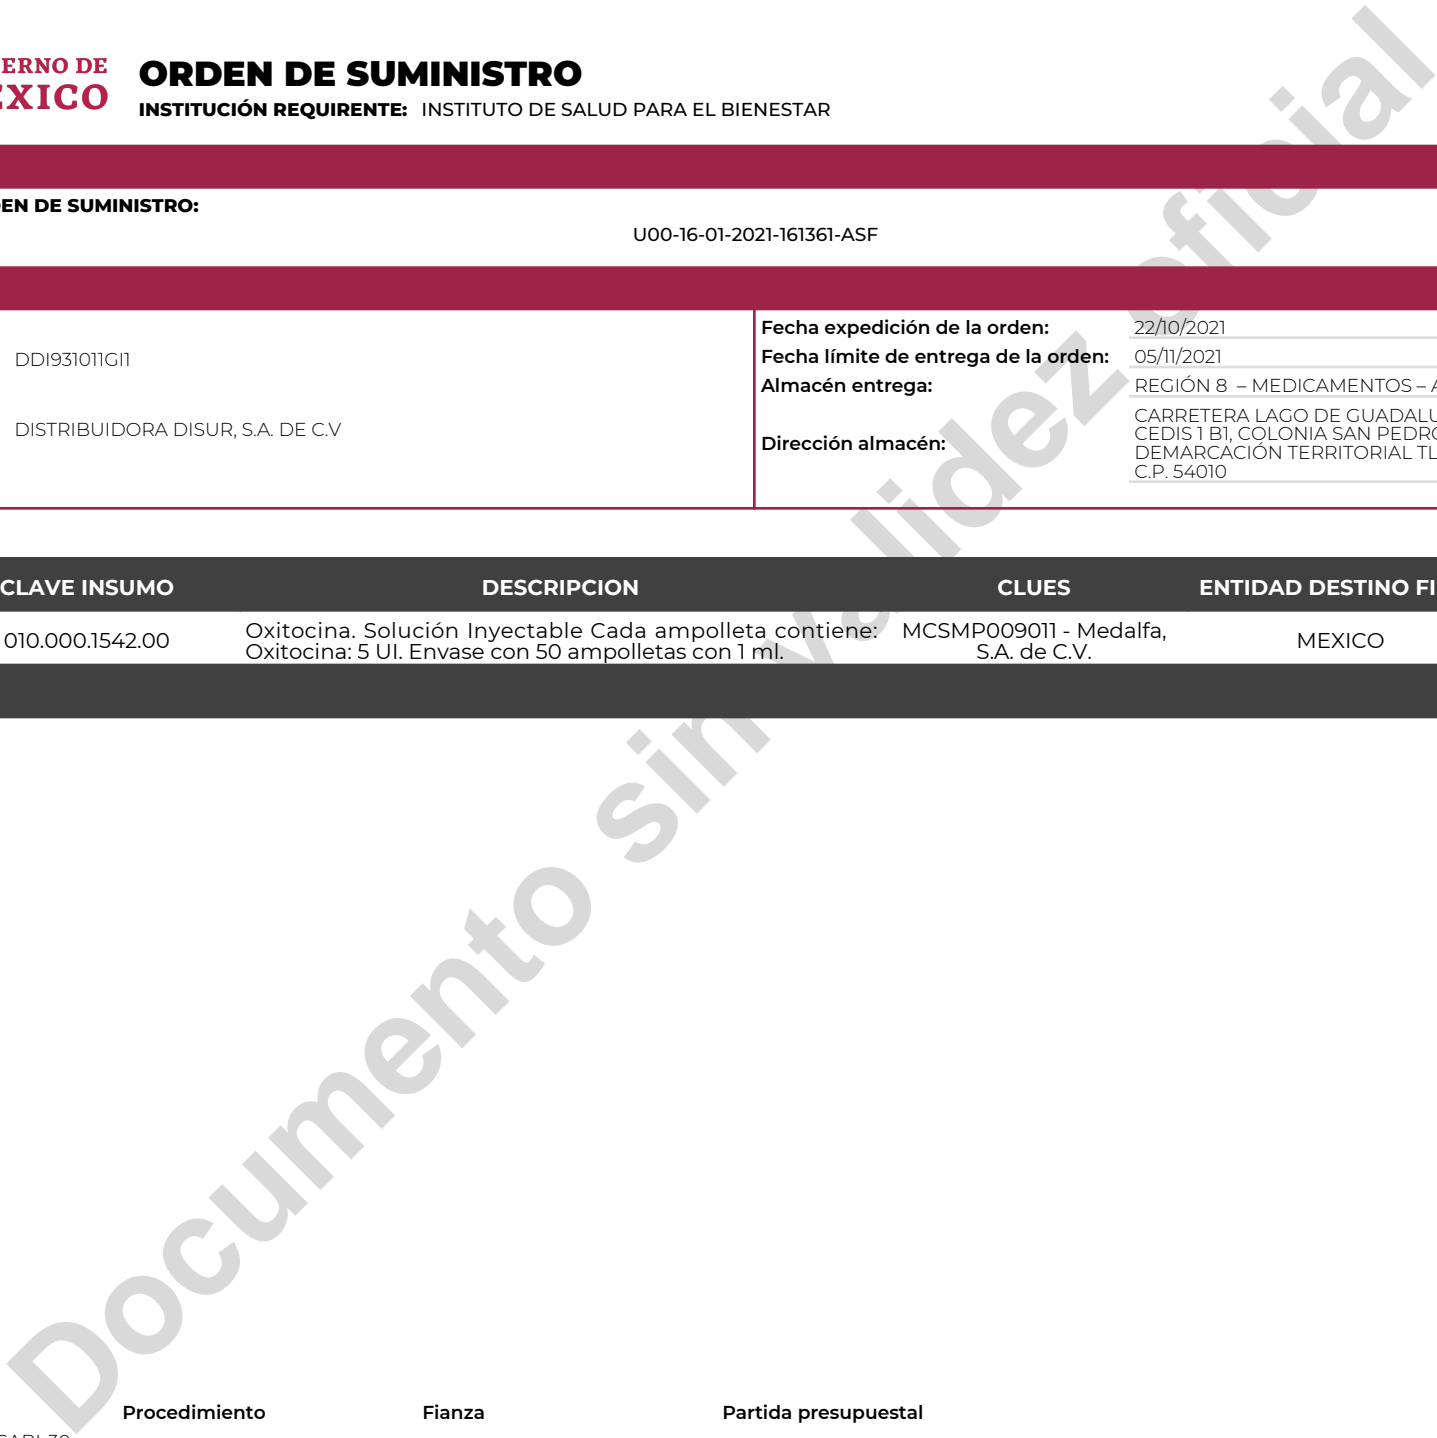 ERNO DE
EXICO
ORDEN DE SUMINISTRO
INSTITUCIÓN REQUIRENTE: INSTITUTO DE SALUD PARA EL BIENESTAR
EN DE SUMINISTRO:
U00-16-01-2021-161361-ASF
DDI931011GI1
DISTRIBUIDORA DISUR, S.A. DE C.V
Fecha expedición de la orden: 22/10/2021
Fecha límite de entrega de la orden: 05/11/2021
Almacén entrega: REGIÓN 8 – MEDICAMENTOS – A
Dirección almacén:
CARRETERA LAGO DE GUADALU
CEDIS 1 B1, COLONIA SAN PEDRO
DEMARCACIÓN TERRITORIAL TL
C.P. 54010
CLAVE INSUMO DESCRIPCION CLUES ENTIDAD DESTINO FI
010.000.1542.00
Oxitocina. Solución Inyectable Cada ampolleta contiene:
Oxitocina: 5 UI. Envase con 50 ampolletas con 1 ml.
MCSMP009011 - Medalfa,
S.A. de C.V.
MEXICO
Documento sin validez oficial
Procedimiento Fianza Partida presupuestal